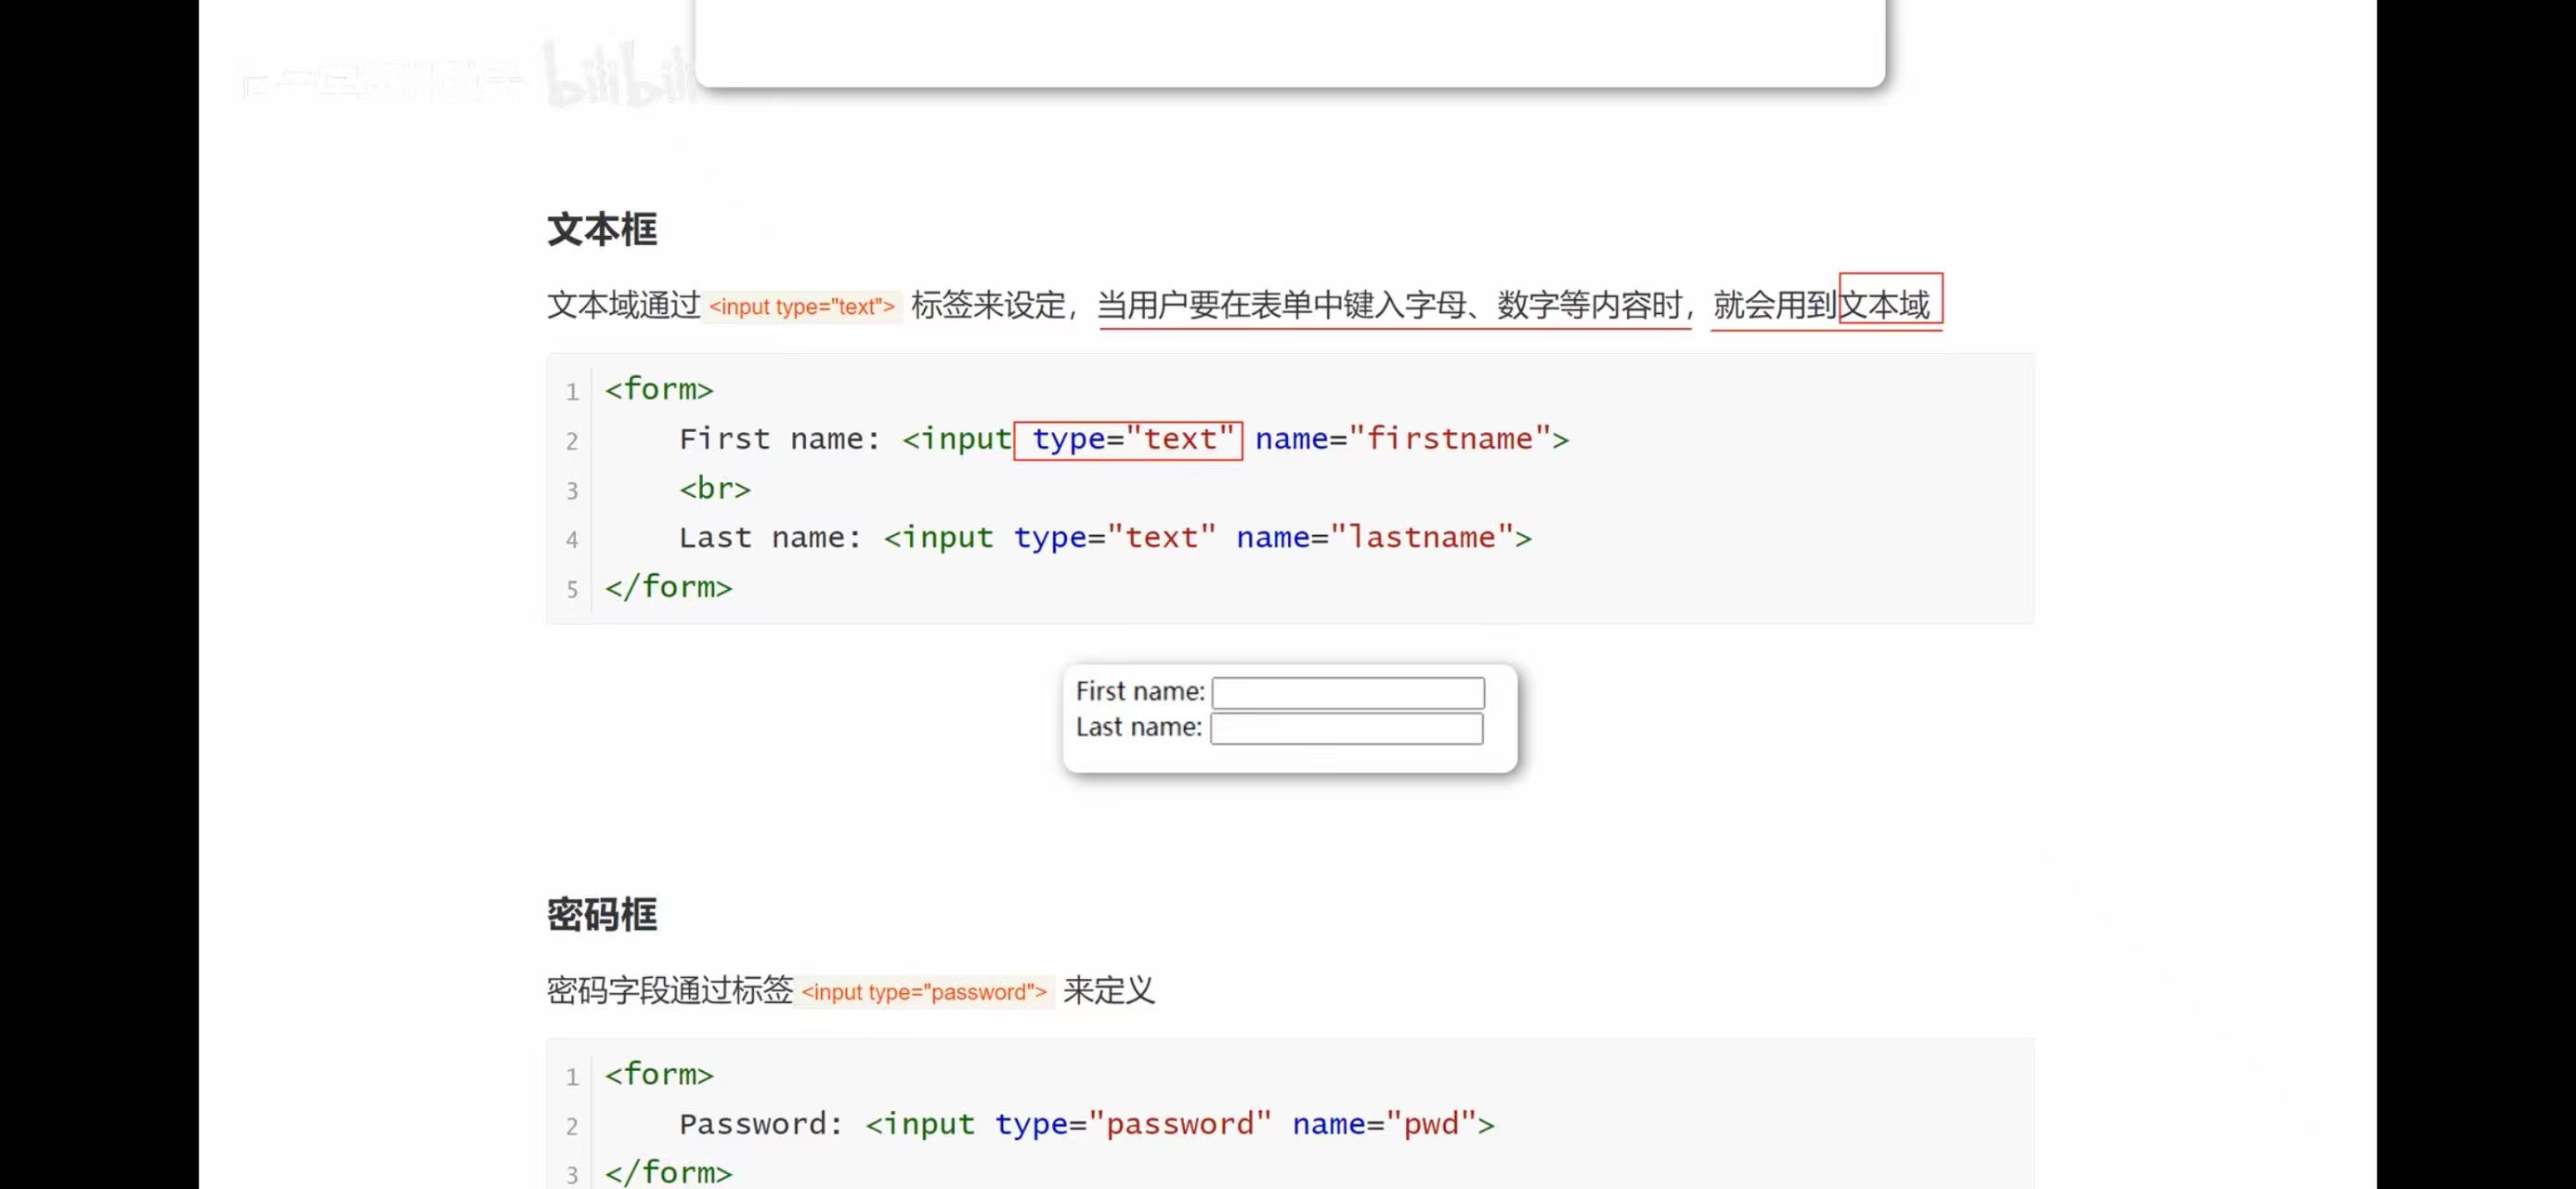 bilibili
文本框
文本域通过 <input type="text"> 标签来设定，当用户要在表单中键入字母、数字等内容时，就会用到文本域
1 <form>
2     First name: <input type="text" name="firstname">
3     <br>
4     Last name: <input type="text" name="lastname">
5 </form>
First name:
Last name:
密码框
密码字段通过标签 <input type="password"> 来定义
1 <form>
2     Password: <input type="password" name="pwd">
3 </form>